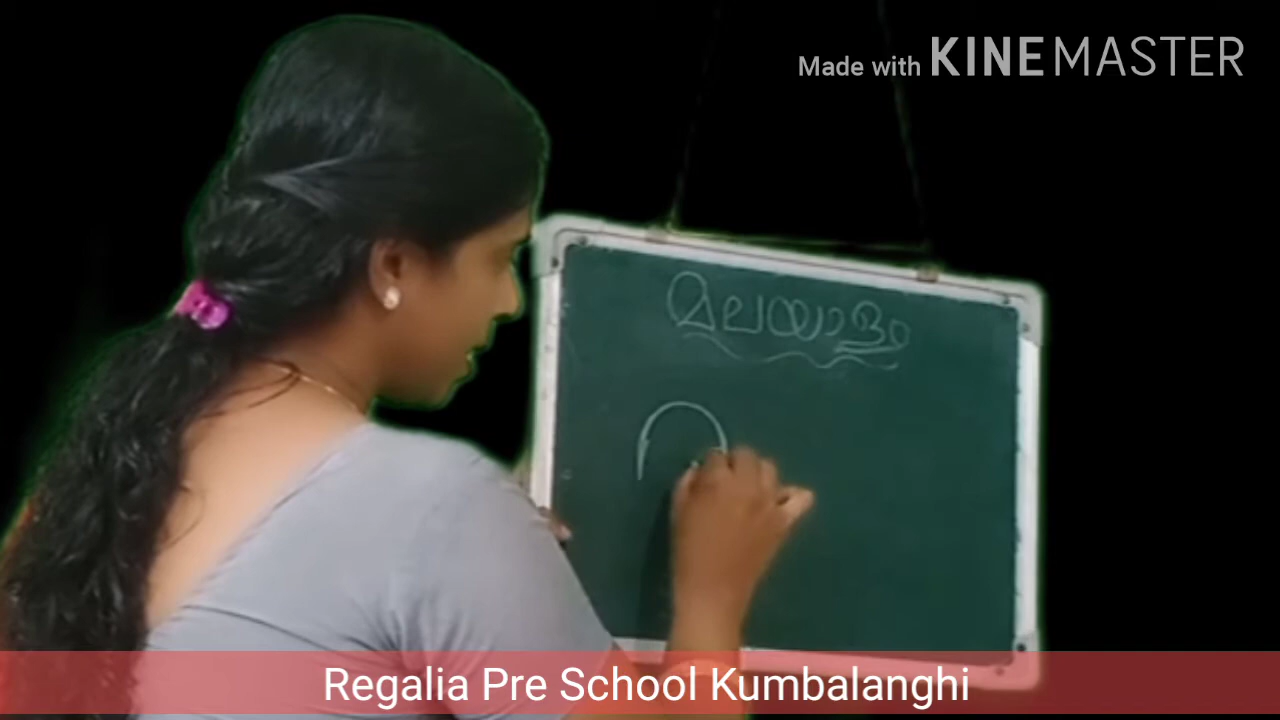 Made with KINEMASTER
മലയാളം
Regalia Pre School Kumbalanghi